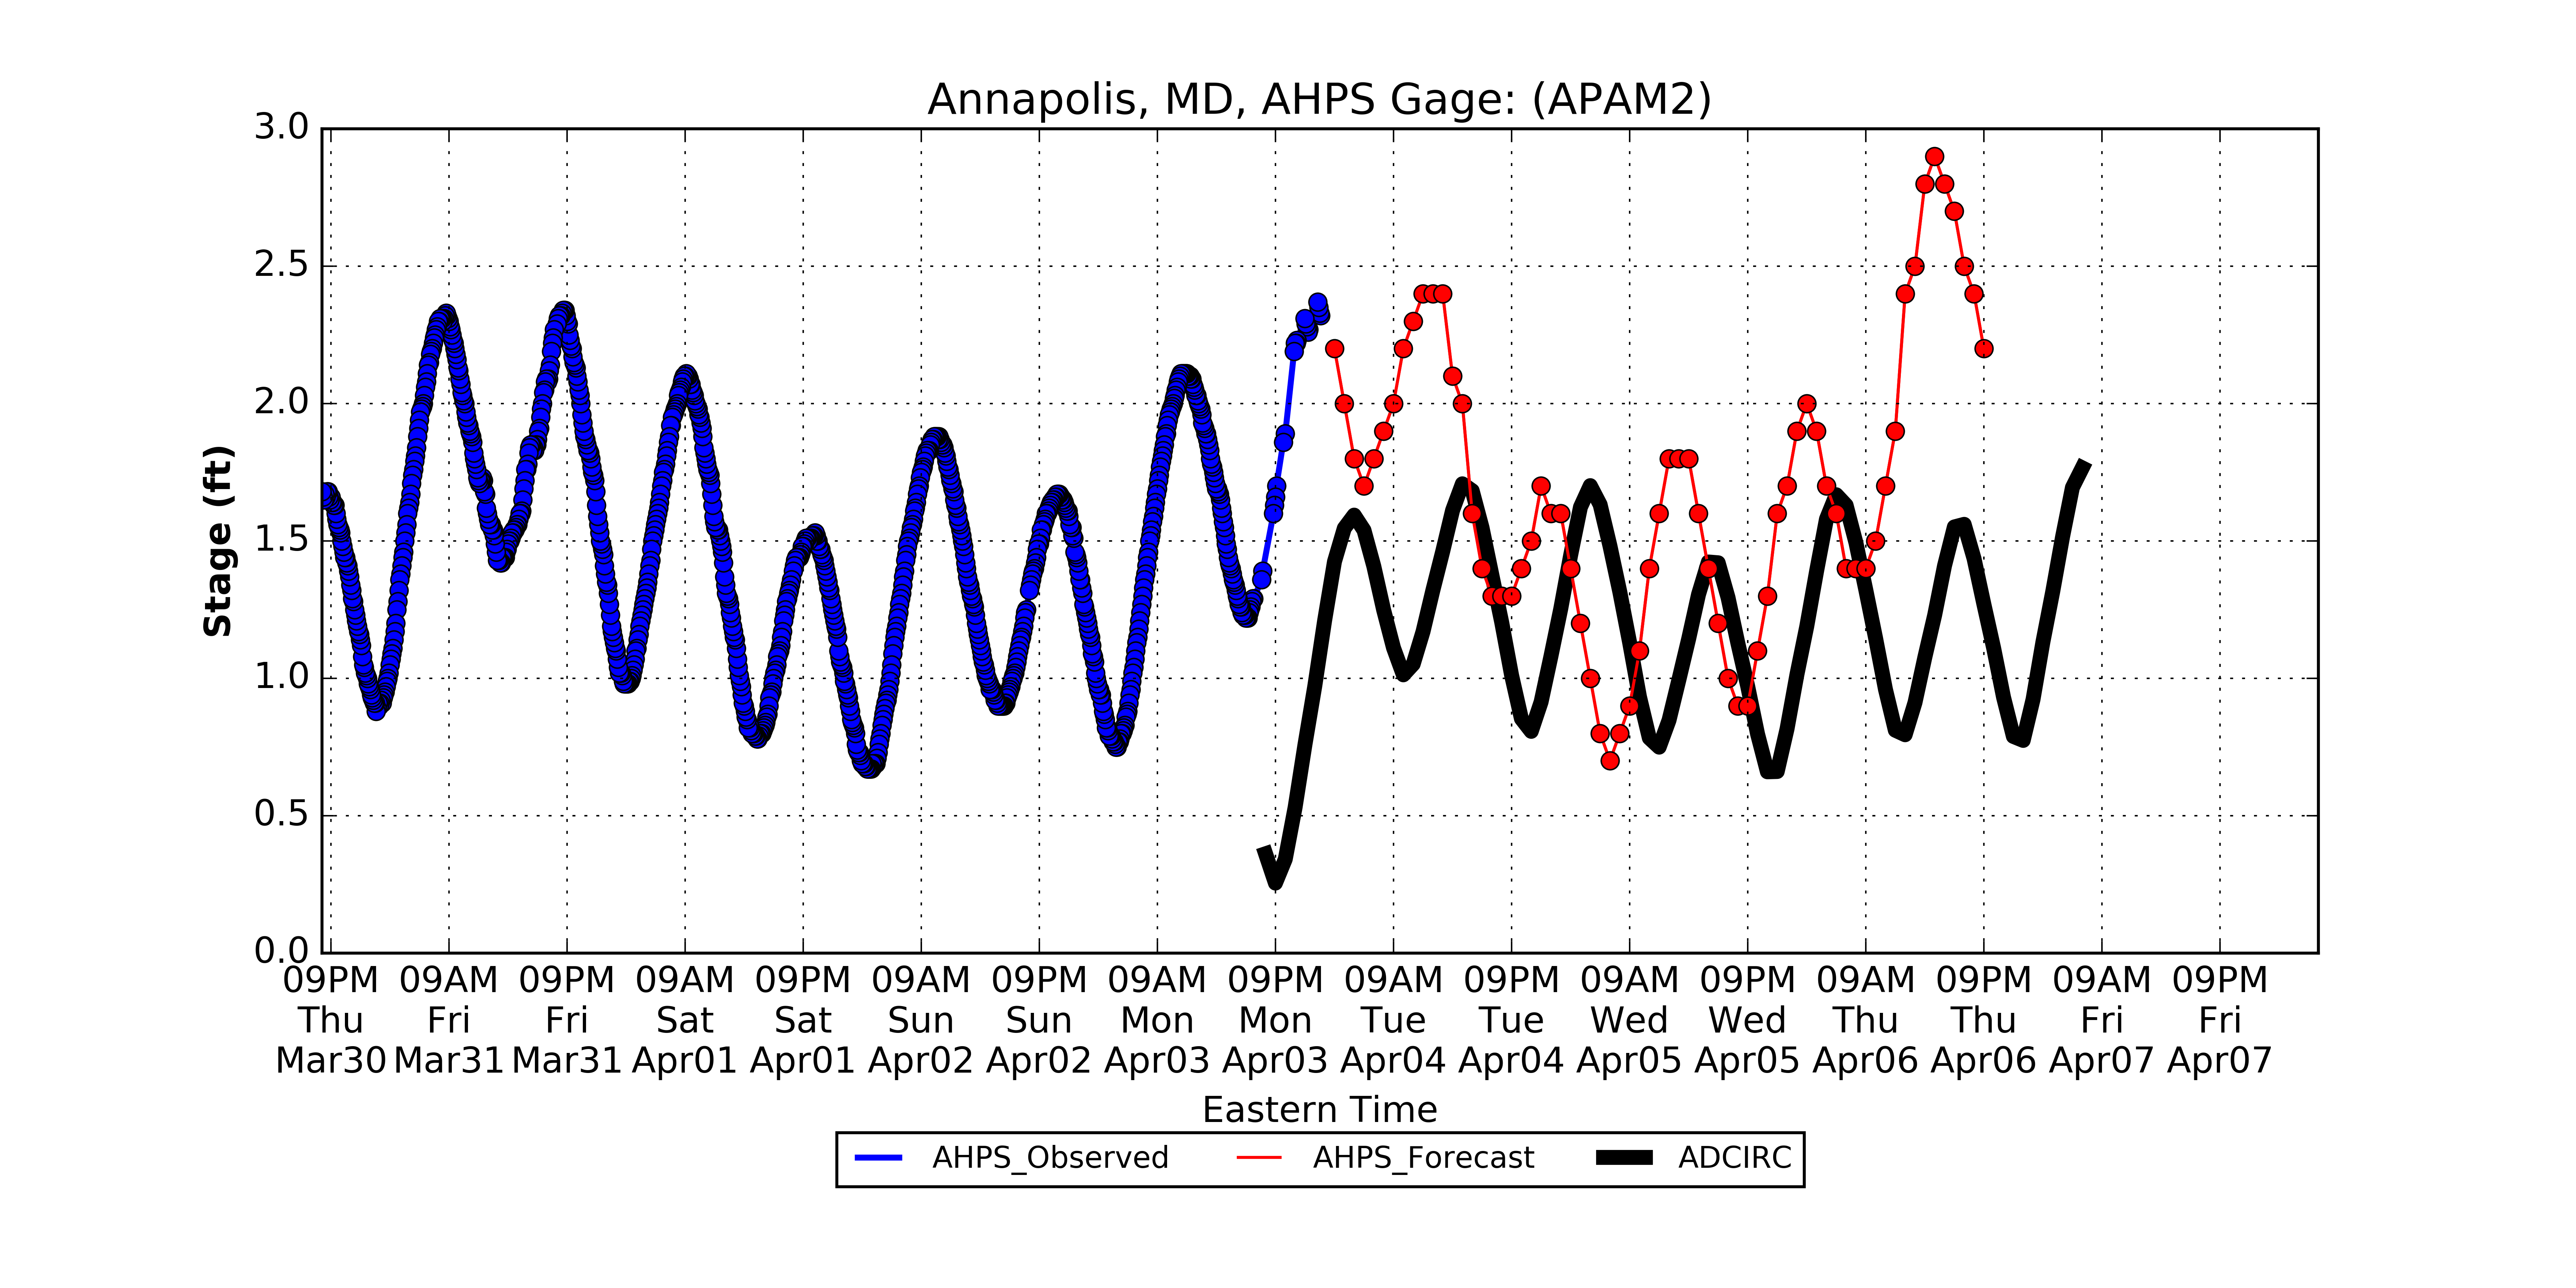 Annapolis, MD, AHPS Gage: (APAM2)
3.0
2.5
2.0
1.5
1.0
0.5
0.0
Stage (ft)
09PM 09AM 09PM 09AM 09PM 09AM 09PM 09AM 09PM 09AM 09PM 09AM 09PM 09AM 09PM 09AM 09PM
Thu Fri Fri Sat Sat Sun Sun Mon Mon Tue Tue Wed Wed Thu Thu Fri Fri
Mar30 Mar31 Mar31 Apr01 Apr01 Apr02 Apr02 Apr03 Apr03 Apr04 Apr04 Apr05 Apr05 Apr06 Apr06 Apr07 Apr07
Eastern Time
AHPS_Observed AHPS_Forecast ADCIRC